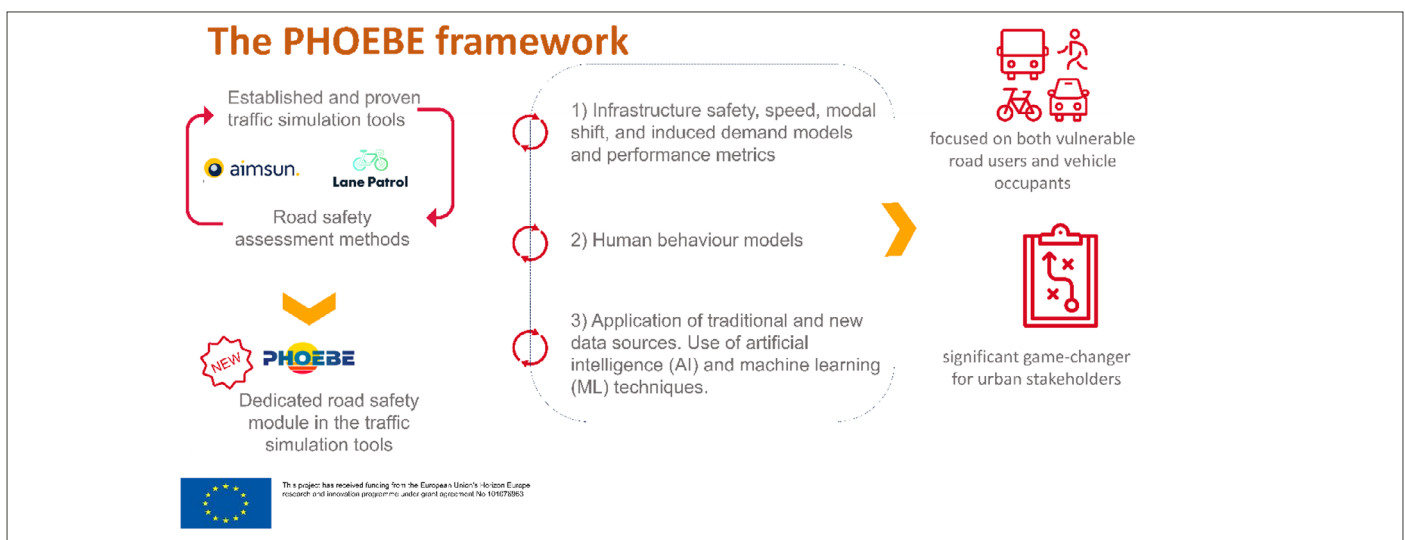 The PHOEBE framework
Established and proven
traffic simulation tools
aimsun.
Lane Patrol
Road safety
assessment methods
NEW
PHOEBE
Dedicated road safety
module in the traffic
simulation tools
1) Infrastructure safety, speed, modal
shift, and induced demand models
and performance metrics
2) Human behaviour models
3) Application of traditional and new
data sources. Use of artificial
intelligence (AI) and machine learning
(ML) techniques.
focused on both vulnerable
road users and vehicle
occupants
significant game-changer
for urban stakeholders
This project has received funding from the European Union's Horizon Europe
research and innovation programme under grant agreement No 101076963